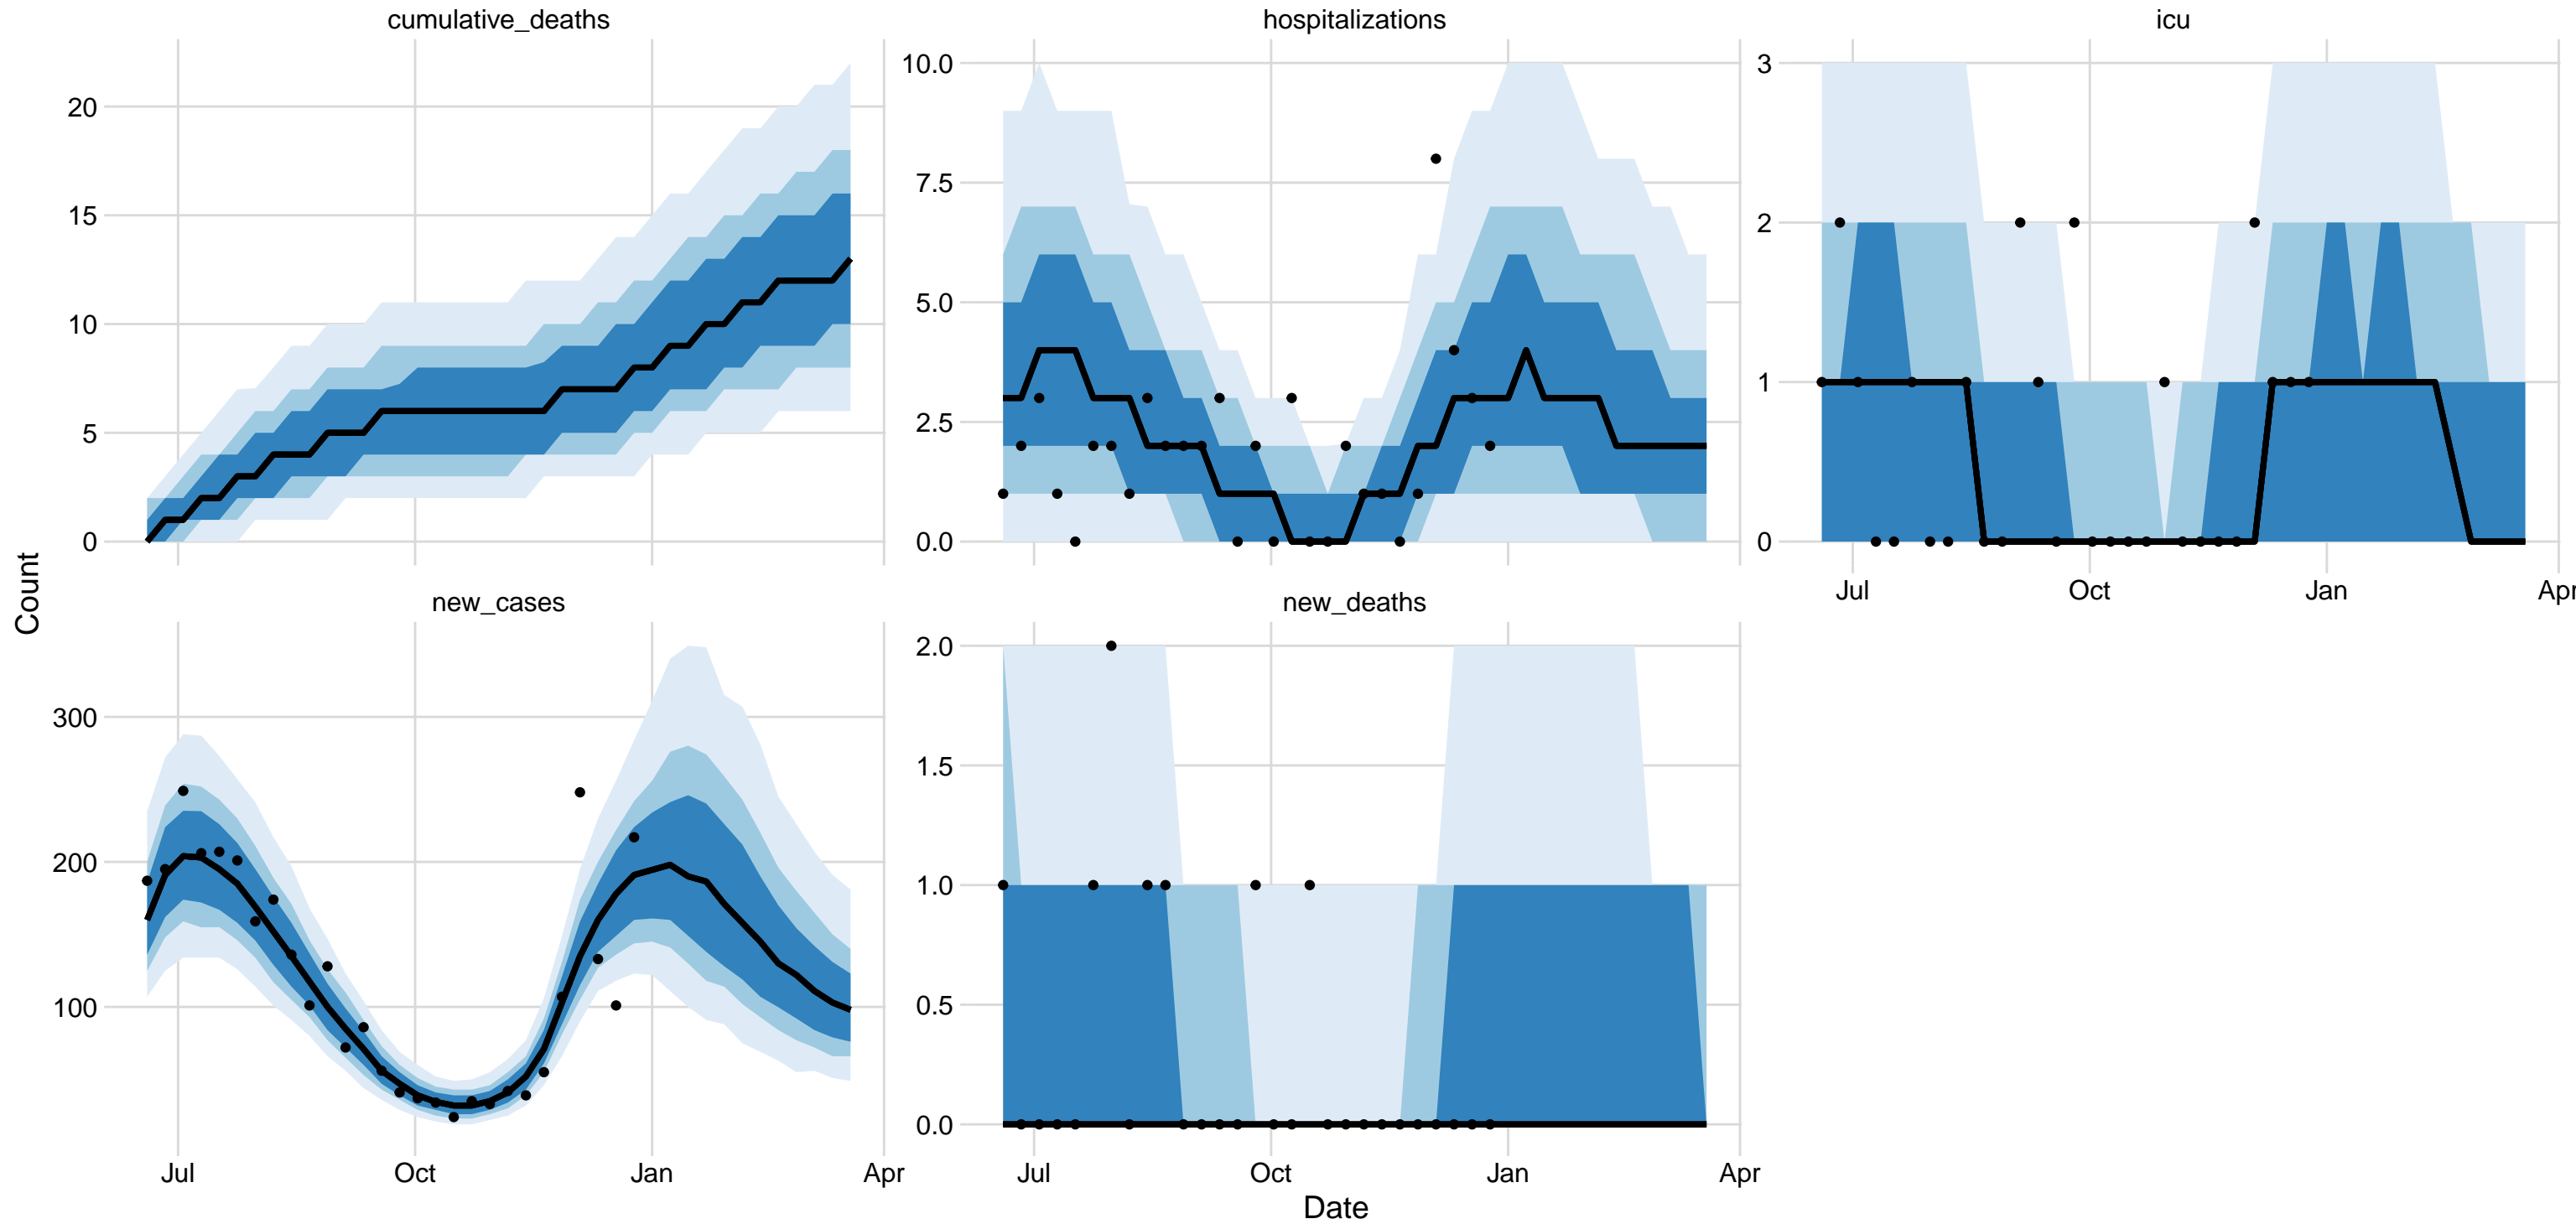 cumulative_deaths
hospitalizations
icu
20
15
10
5
0
10.0
7.5
5.0
2.5
0.0
3
2
1
0
Jul
Oct
Jan
Apr
Count
new_cases
new_deaths
300
200
100
2.0
1.5
1.0
0.5
0.0
Jul
Oct
Jan
Apr
Jul
Oct
Jan
Apr
Date